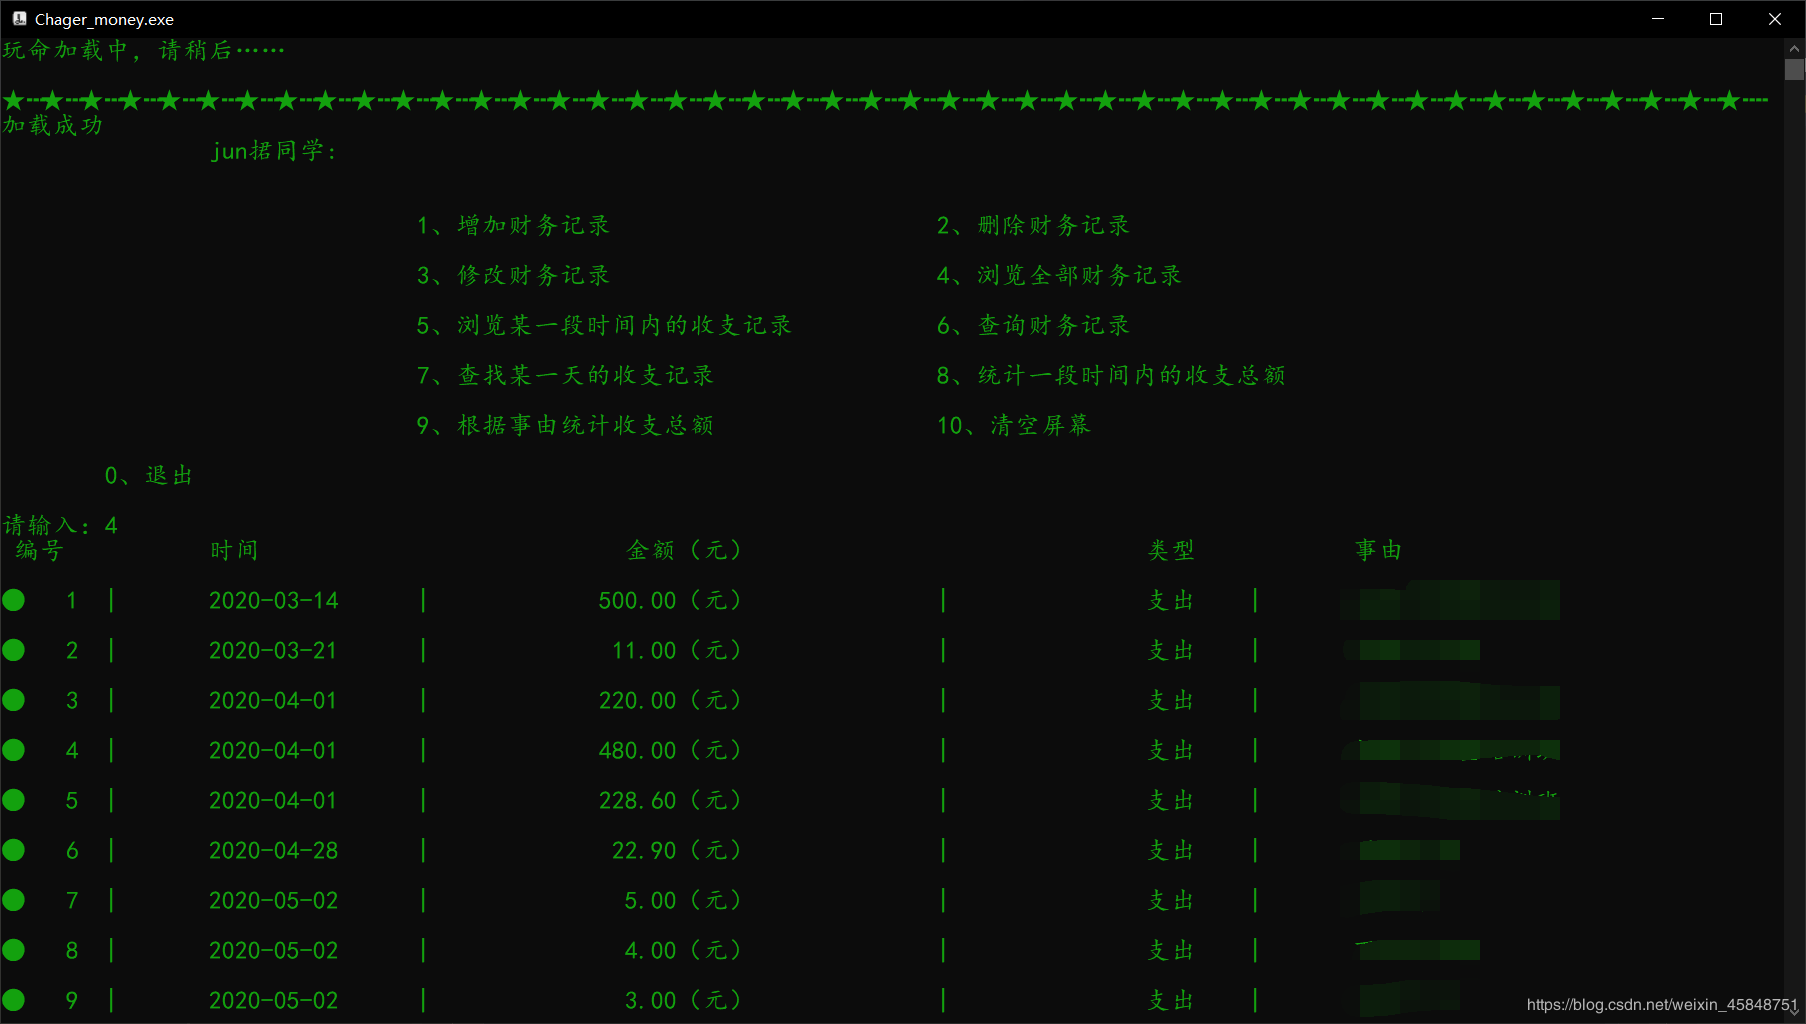 Chager_money.exe
玩命加载中，请稍后……
★--★--★--★--★--★--★--★--★--★--★--★--★--★--★--★--★--★--★--★--★--★--★--★--★--★--★--★--★--★--★--★--★--★--★--★--★--★--★--★--★--★--★--★--★----
加载成功
jun珺同学：
1、增加财务记录 2、删除财务记录
3、修改财务记录 4、浏览全部财务记录
5、浏览某一段时间内的收支记录 6、查询财务记录
7、查找某一天的收支记录 8、统计一段时间内的收支总额
9、根据事由统计收支总额 10、清空屏幕
0、退出
请输入：4
编号 时间 金额（元） 类型 事由
● 1 | 2020-03-14 | 500.00（元） | 支出 |
● 2 | 2020-03-21 | 11.00（元） | 支出 |
● 3 | 2020-04-01 | 220.00（元） | 支出 |
● 4 | 2020-04-01 | 480.00（元） | 支出 |
● 5 | 2020-04-01 | 228.60（元） | 支出 |
● 6 | 2020-04-28 | 22.90（元） | 支出 |
● 7 | 2020-05-02 | 5.00（元） | 支出 |
● 8 | 2020-05-02 | 4.00（元） | 支出 |
● 9 | 2020-05-02 | 3.00（元） | 支出 |
https://blog.csdn.net/weixin_45848751